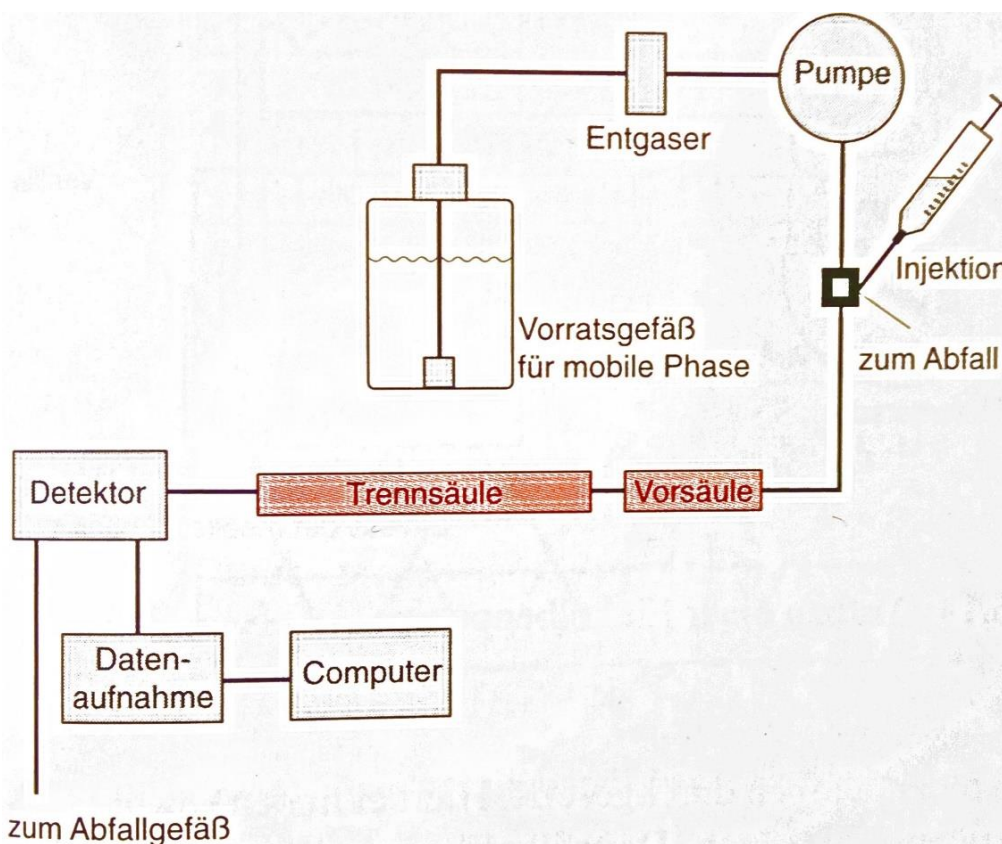 Pumpe
Entgaser
Injektion
Vorratsgefäß
für mobile Phase
zum Abfall
Detektor
Trennsäule
Vorsäule
Daten-
aufnahme
Computer
zum Abfallgefäß